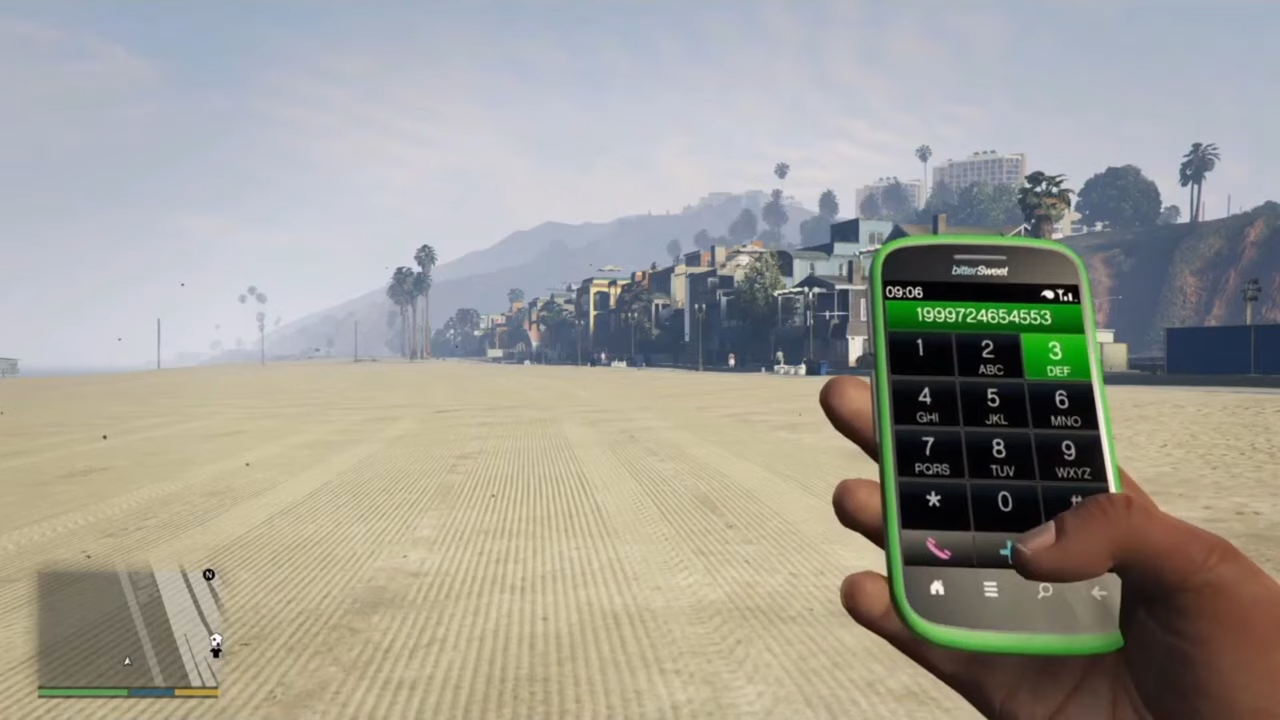 bitterSweet
09:06
1999724654553
1 2 3
ABC DEF
4 5 6
GHI JKL MNO
7 8 9
PQRS TUV WXYZ
* 0 #
N